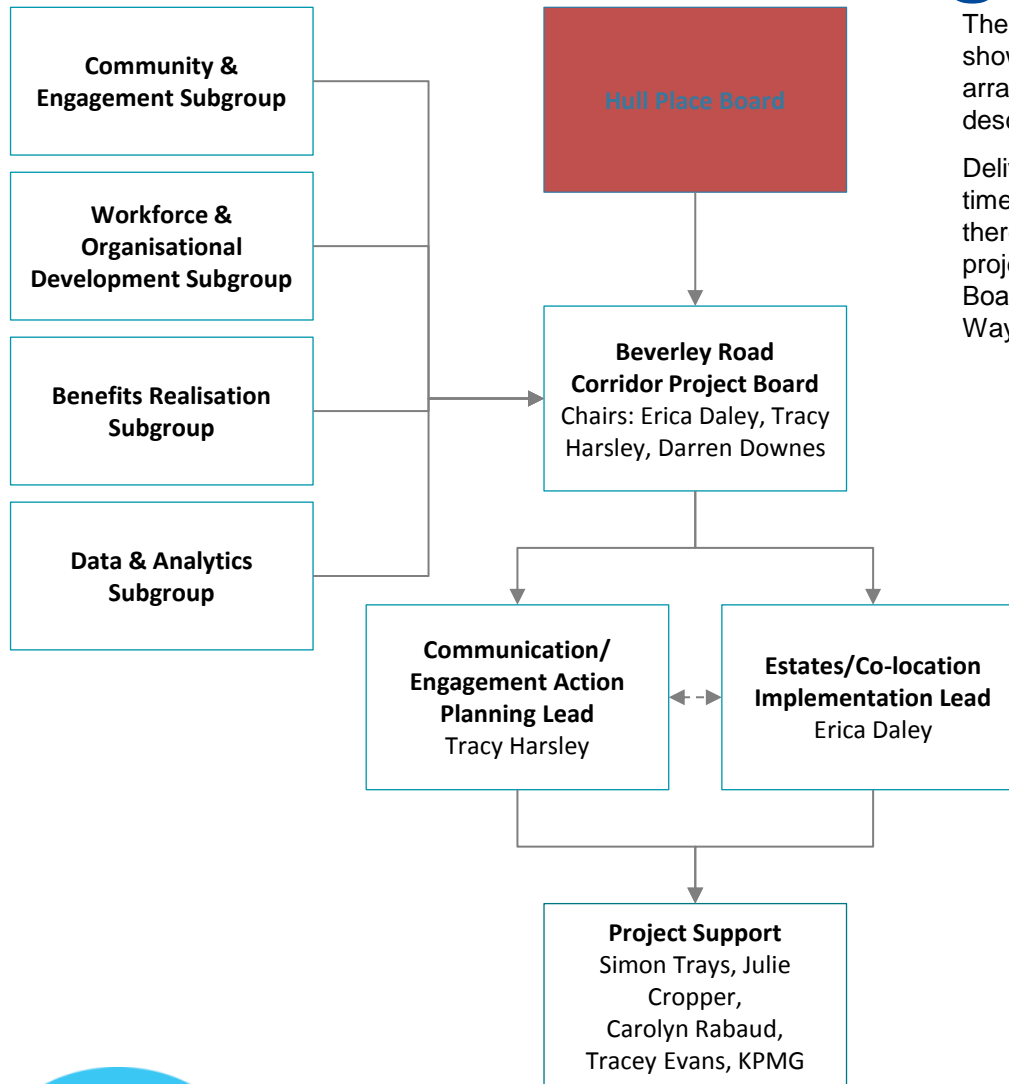 Community &
Engagement Subgroup
Workforce &
Organisational
Development Subgroup
Benefits Realisation
Subgroup
Data & Analytics
Subgroup
Hull Place Board
Beverley Road
Corridor Project Board
Chairs: Erica Daley, Tracy
Harsley, Darren Downes
Communication/
Engagement Action
Planning Lead
Tracy Harsley
Estates/Co-location
Implementation Lead
Erica Daley
Project Support
Simon Trays, Julie
Cropper,
Carolyn Rabaud,
Tracey Evans, KPMG
The